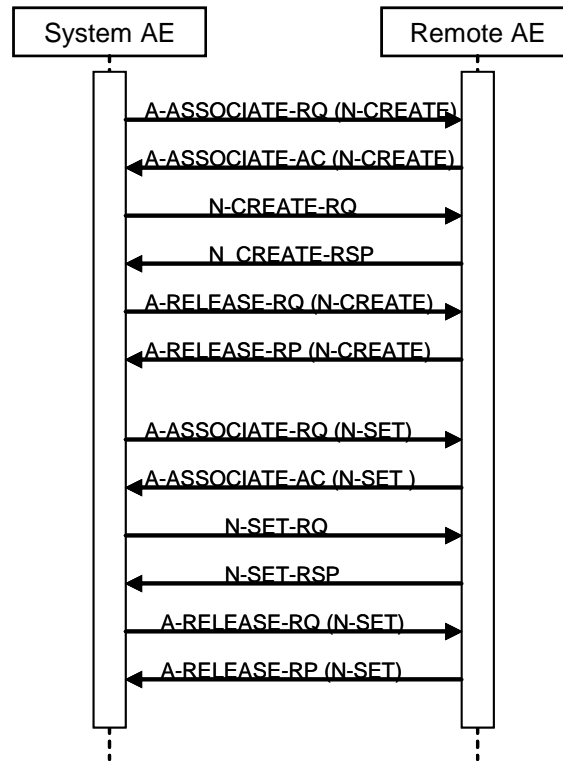 System AE
Remote AE
A-ASSOCIATE-RQ (N-CREATE)
A-ASSOCIATE-AC (N-CREATE)
N-CREATE-RQ
N_CREATE-RSP
A-RELEASE-RQ (N-CREATE)
A-RELEASE-RP (N-CREATE)
A-ASSOCIATE-RQ (N-SET)
A-ASSOCIATE-AC (N-SET )
N-SET-RQ
N-SET-RSP
A-RELEASE-RQ (N-SET)
A-RELEASE-RP (N-SET)